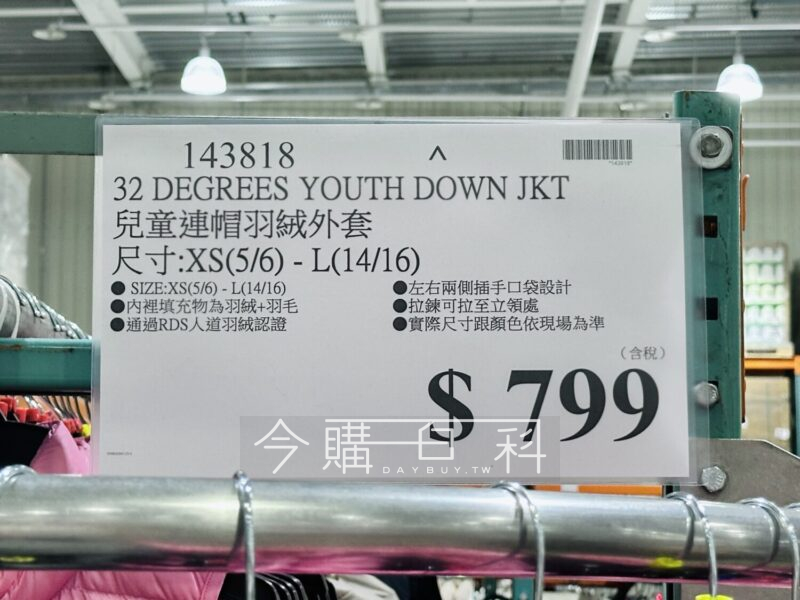 143818
^
*143818*
32 DEGREES YOUTH DOWN JKT
兒童連帽羽絨外套
尺寸:XS(5/6) - L(14/16)
●SIZE:XS(5/6) - L(14/16)
●內裡填充物為羽絨+羽毛
●通過RDS人道羽絨認證
●左右兩側插手口袋設計
●拉鍊可拉至立領處
●實際尺寸跟顏色依現場為準
（含稅）
$ 799
今購百科
DAYBUY.TW